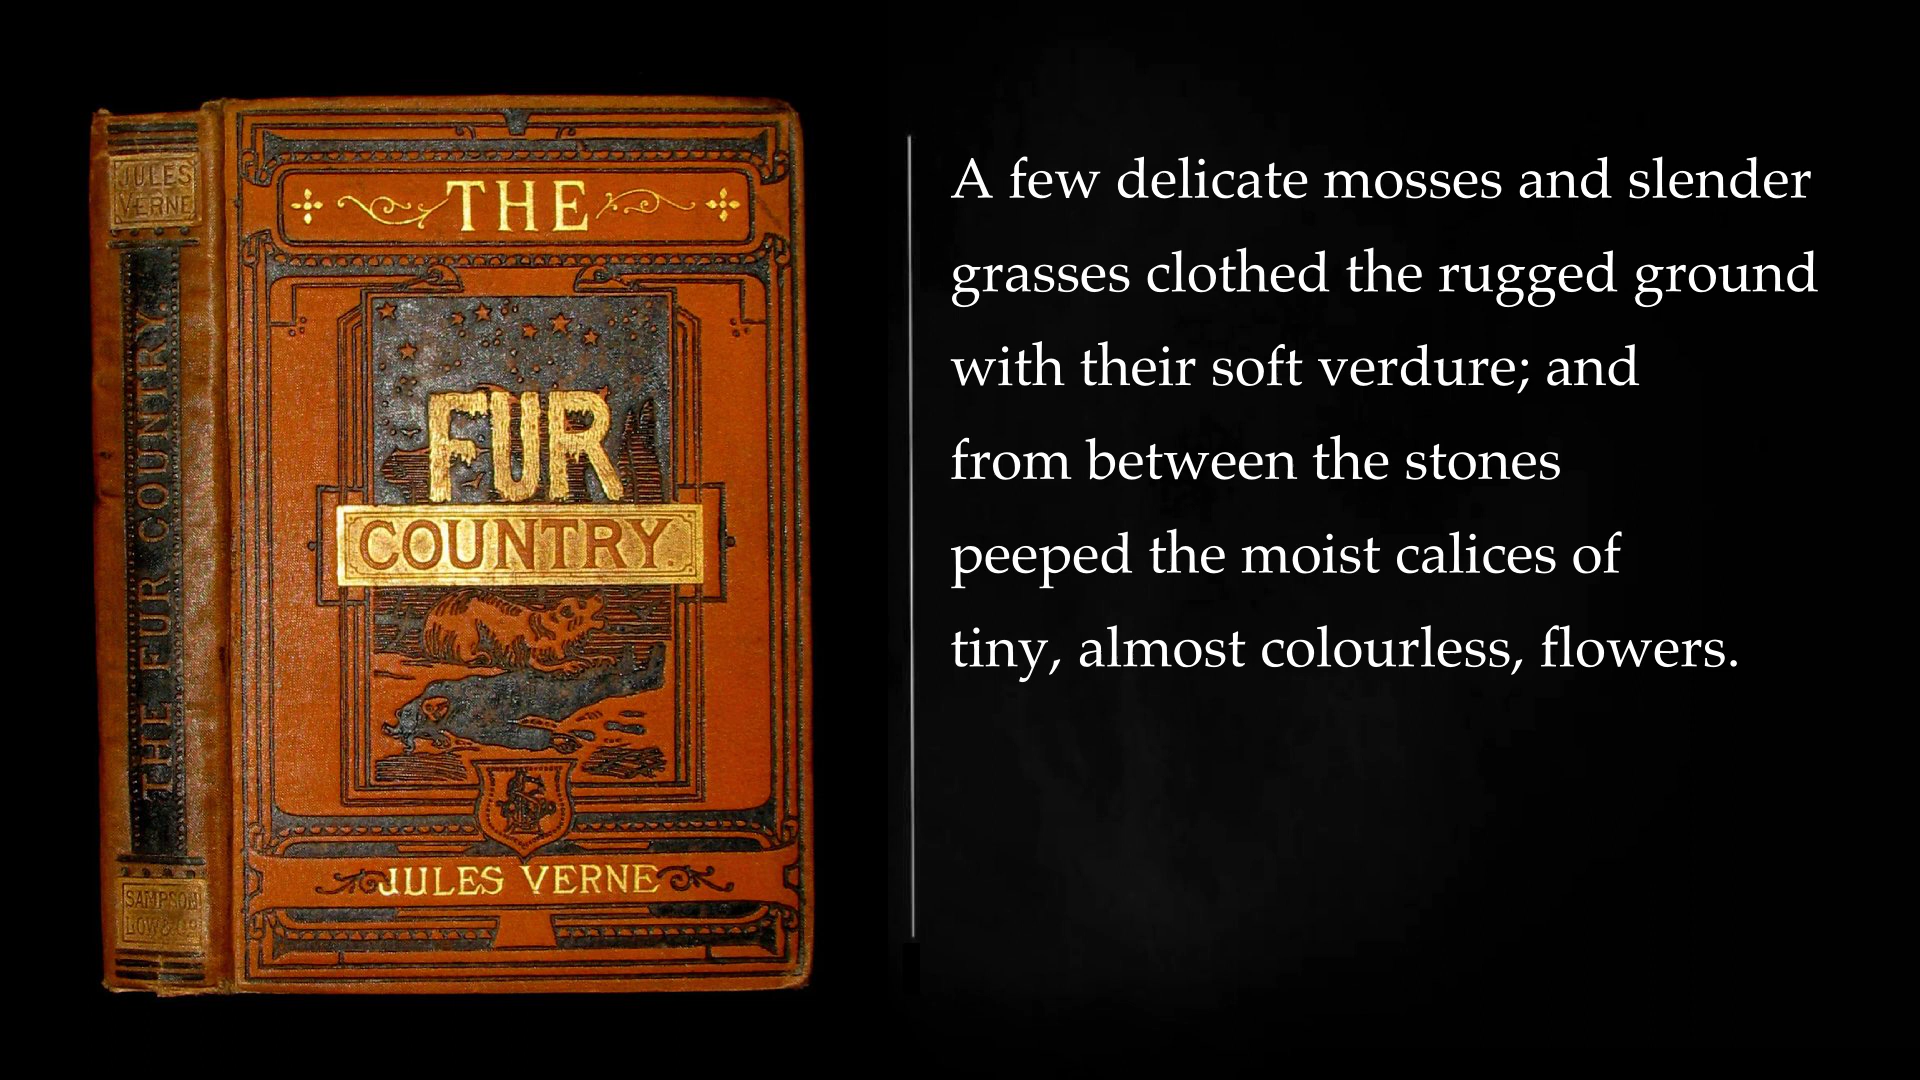 JULES
VERNE
THE FUR COUNTRY.
SAMPSON
LOW & Co
THE
FUR
COUNTRY.
JULES VERNE
A few delicate mosses and slender
grasses clothed the rugged ground
with their soft verdure; and
from between the stones
peeped the moist calices of
tiny, almost colourless, flowers.